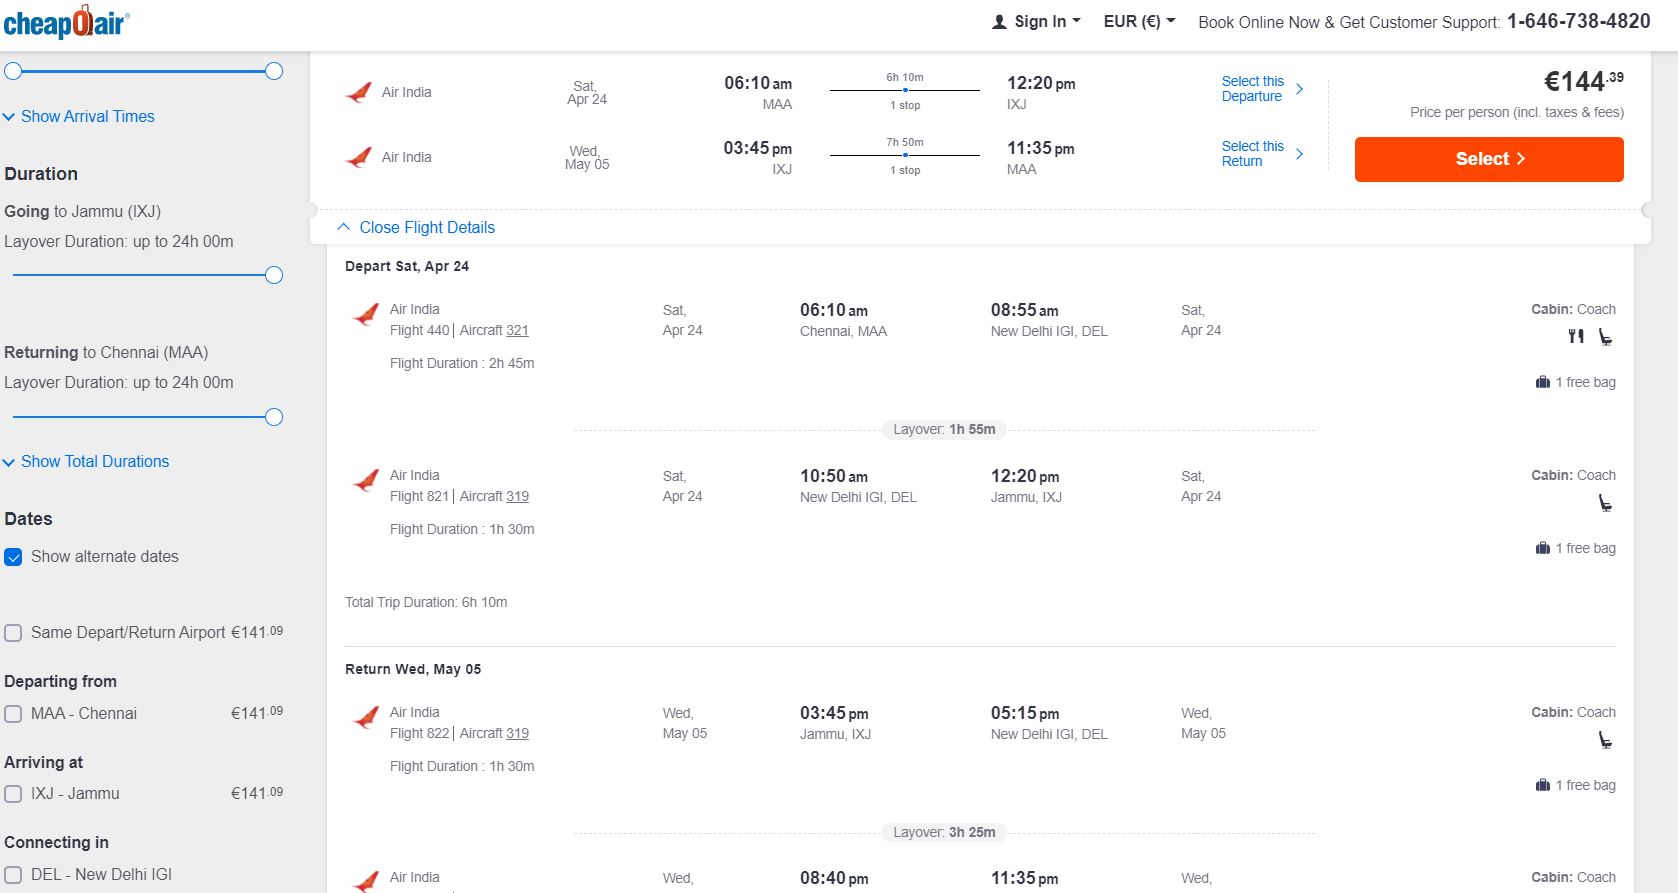 cheapOair®
Sign In
EUR (€)
Book Online Now & Get Customer Support: 1-646-738-4820
Show Arrival Times
Duration
Going to Jammu (IXJ)
Layover Duration: up to 24h 00m
Returning to Chennai (MAA)
Layover Duration: up to 24h 00m
Show Total Durations
Dates
Show alternate dates
Same Depart/Return Airport €141.09
Departing from
MAA - Chennai €141.09
Arriving at
IXJ - Jammu €141.09
Connecting in
DEL - New Delhi IGI
Air India
Sat,
Apr 24
06:10 am
MAA
6h 10m
1 stop
12:20 pm
IXJ
Select this
Departure
Air India
Wed,
May 05
03:45 pm
IXJ
7h 50m
1 stop
11:35 pm
MAA
Select this
Return
€144.39
Price per person (incl. taxes & fees)
Select
Close Flight Details
Depart Sat, Apr 24
Air India
Flight 440| Aircraft 321
Flight Duration : 2h 45m
Sat,
Apr 24
06:10 am
Chennai, MAA
08:55 am
New Delhi IGI, DEL
Sat,
Apr 24
Cabin: Coach
1 free bag
Layover: 1h 55m
Air India
Flight 821| Aircraft 319
Flight Duration : 1h 30m
Sat,
Apr 24
10:50 am
New Delhi IGI, DEL
12:20 pm
Jammu, IXJ
Sat,
Apr 24
Cabin: Coach
1 free bag
Total Trip Duration: 6h 10m
Return Wed, May 05
Air India
Flight 822| Aircraft 319
Flight Duration : 1h 30m
Wed,
May 05
03:45 pm
Jammu, IXJ
05:15 pm
New Delhi IGI, DEL
Wed,
May 05
Cabin: Coach
1 free bag
Layover: 3h 25m
Air India
Wed,
08:40 pm
11:35 pm
Wed,
Cabin: Coach